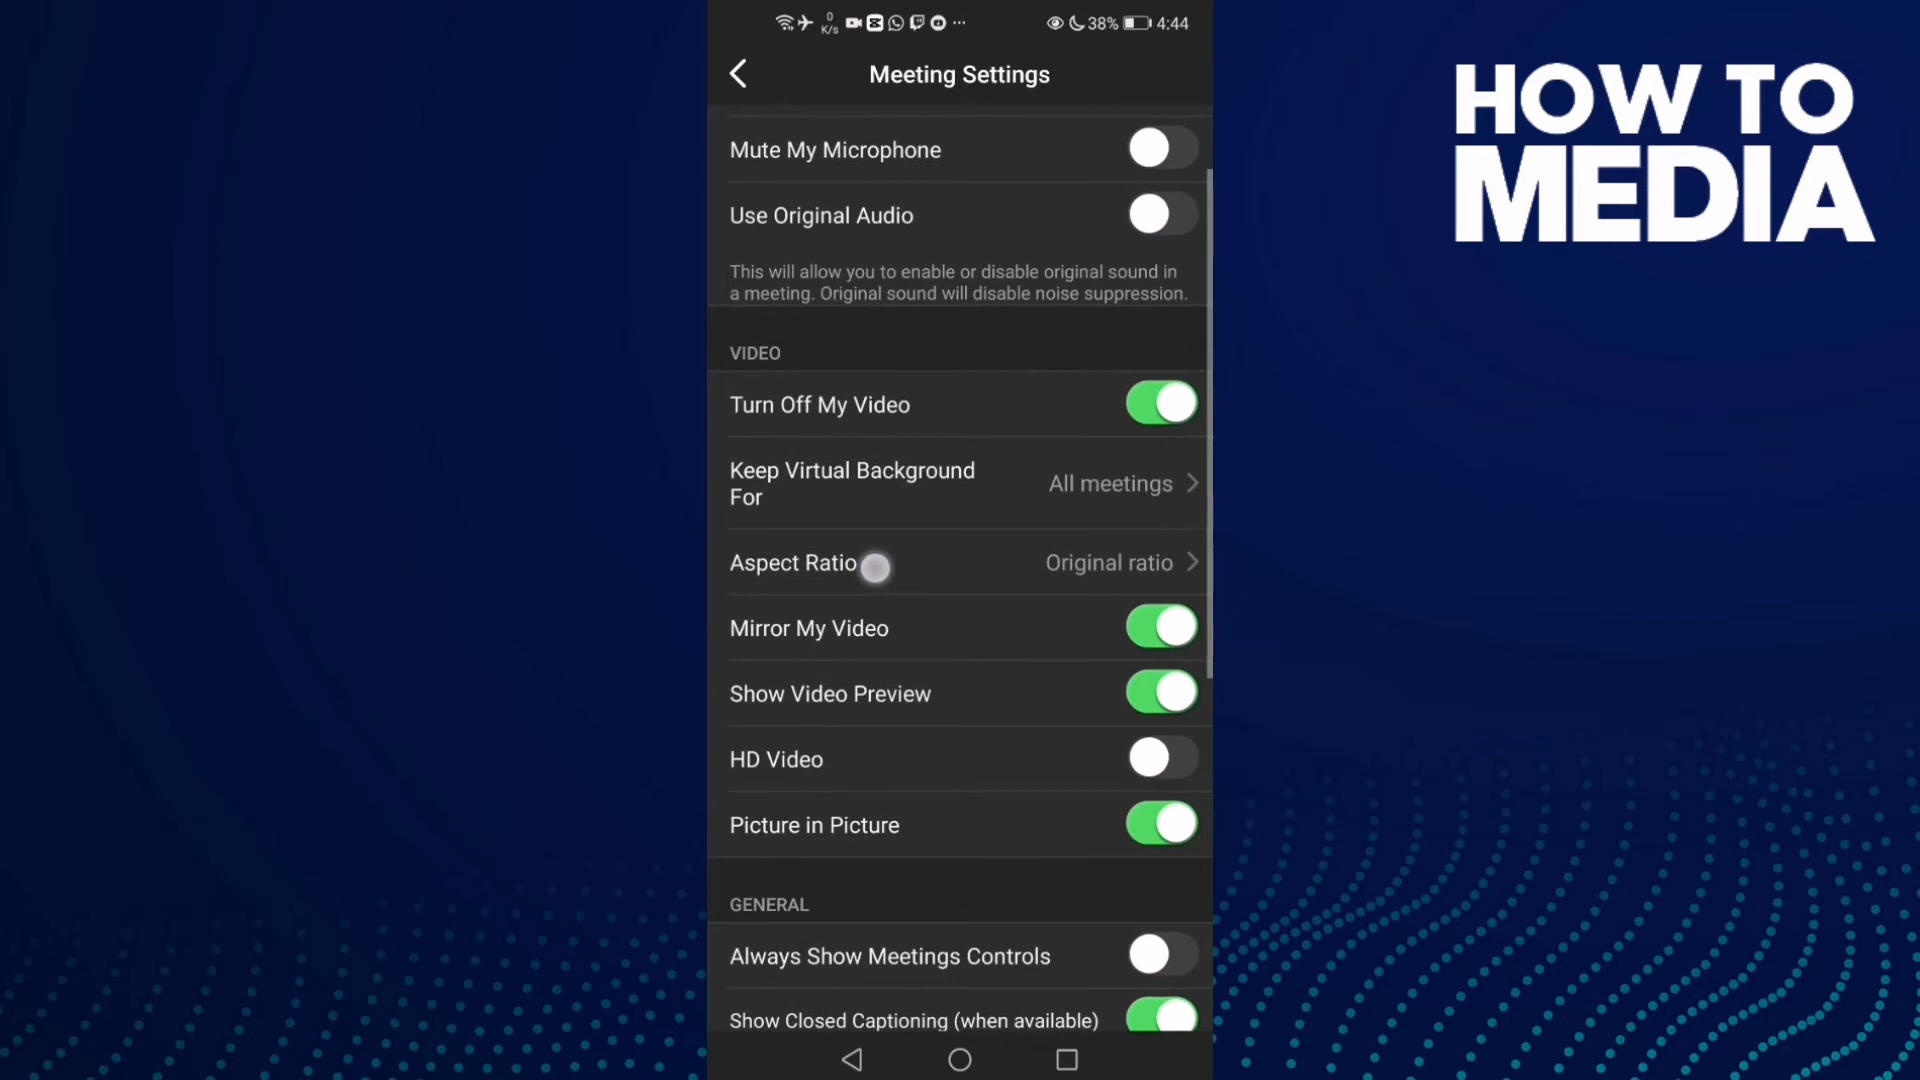 0
K/s
38%
4:44
Meeting Settings
HOW TO
MEDIA
Mute My Microphone
Use Original Audio
This will allow you to enable or disable original sound in
a meeting. Original sound will disable noise suppression.
VIDEO
Turn Off My Video
Keep Virtual Background
For
All meetings
Aspect Ratio
Original ratio
Mirror My Video
Show Video Preview
HD Video
Picture in Picture
GENERAL
Always Show Meetings Controls
Show Closed Captioning (when available)